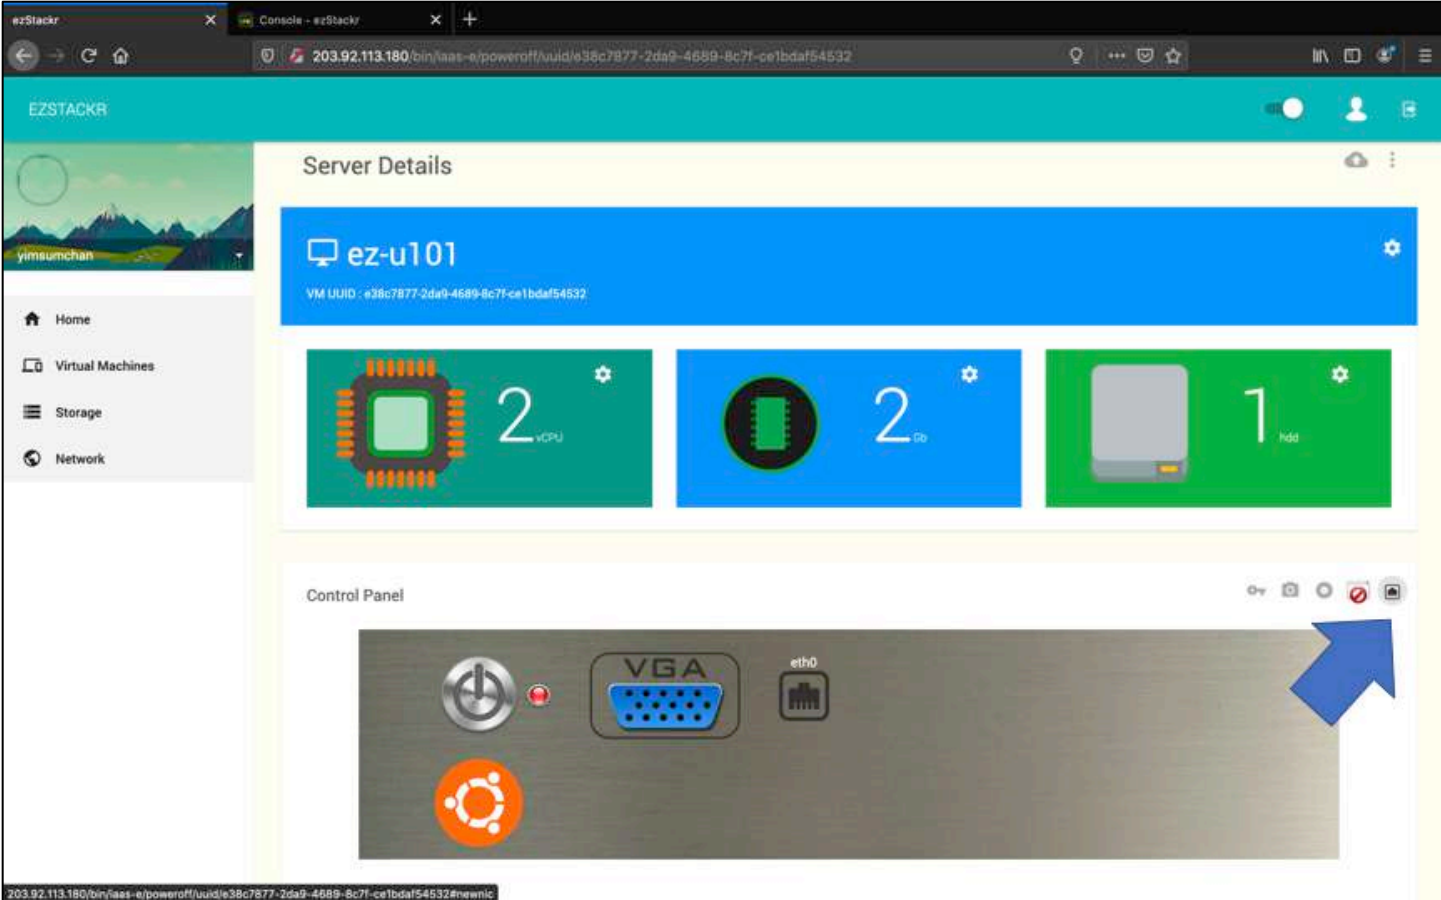 ezStackr
Console - ezStackr
203.92.113.180/bin/iaas-e/poweroff/uuid/e38c7877-2da9-4689-8c7f-ce1bdaf54532
EZSTACKR
yimsumchan
Home
Virtual Machines
Storage
Network
Server Details
ez-u101
VM UUID : e38c7877-2da9-4689-8c7f-ce1bdaf54532
2 vCPU
2 Gb
1 hdd
Control Panel
VGA
eth0
203.92.113.180/bin/iaas-e/poweroff/uuid/e38c7877-2da9-4689-8c7f-ce1bdaf54532#newnic